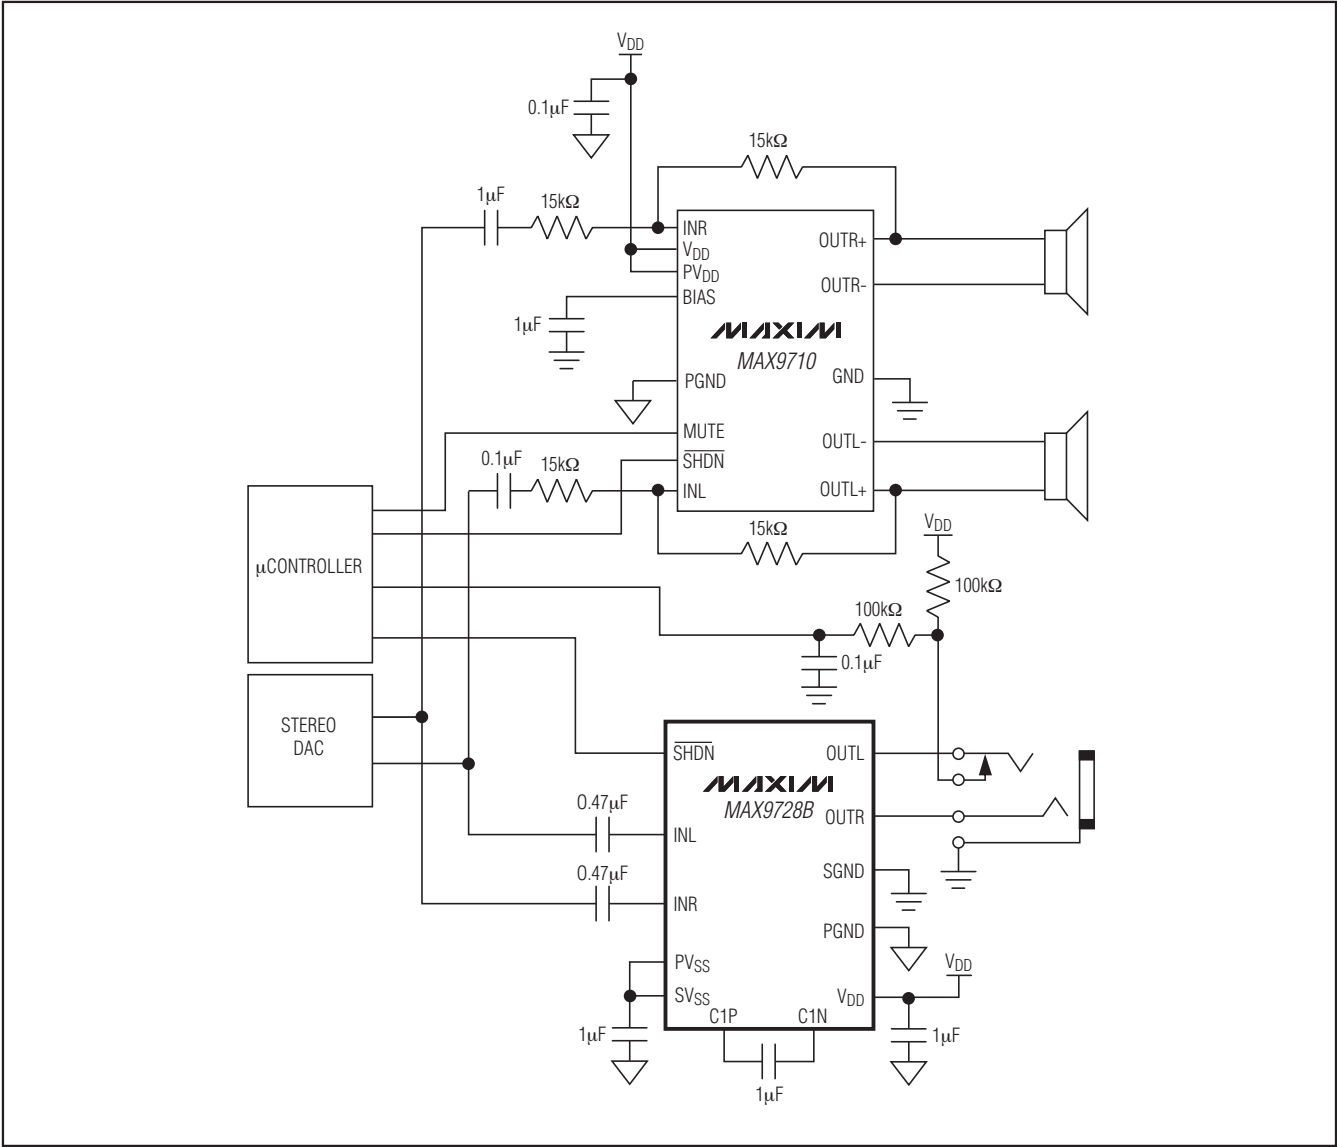 VDD
0.1µF
15kΩ
1µF
15kΩ
INR
VDD
PVDD
BIAS
OUTR+
OUTR-
1µF
MAXIM
MAX9710
PGND
GND
MUTE
SHDN
INL
OUTL-
OUTL+
0.1µF
15kΩ
15kΩ
VDD
100kΩ
µCONTROLLER
100kΩ
0.1µF
STEREO
DAC
SHDN
OUTL
MAXIM
MAX9728B
0.47µF
INL
OUTR
0.47µF
INR
SGND
PGND
PVSS
SVSS
VDD
VDD
C1P
C1N
1µF
1µF
1µF